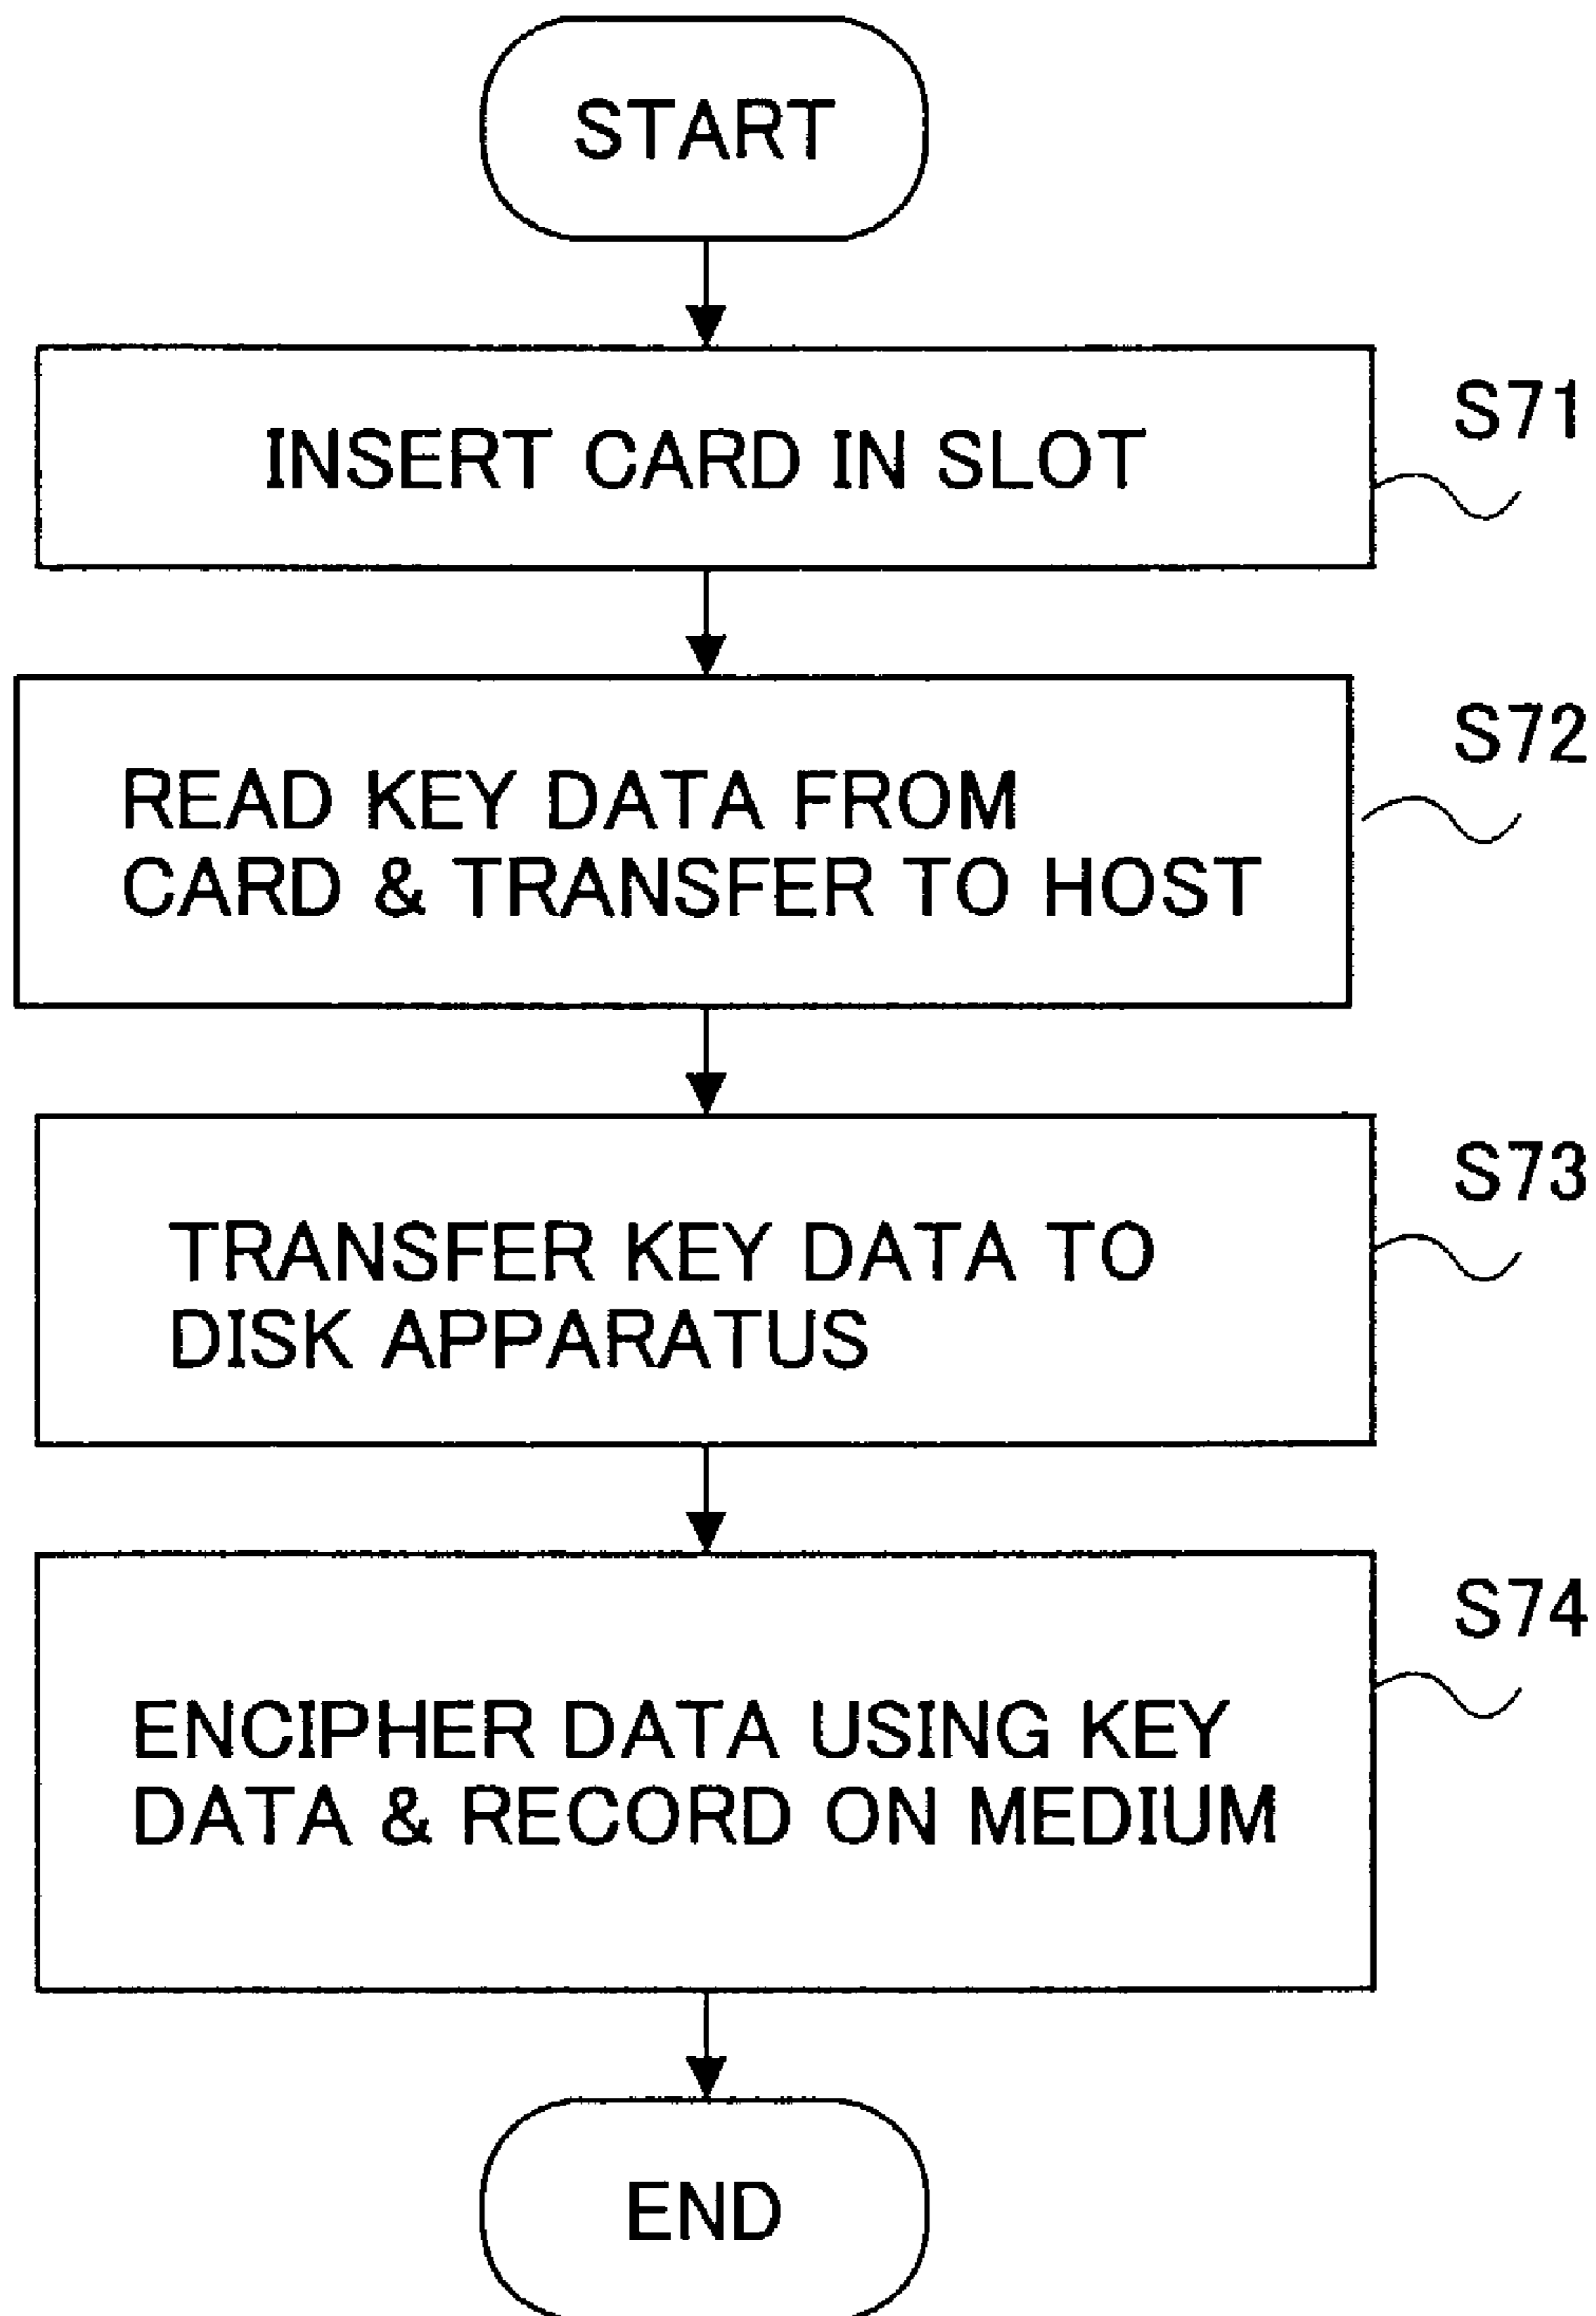 START
INSERT CARD IN SLOT
S71
READ KEY DATA FROM
CARD & TRANSFER TO HOST
S72
TRANSFER KEY DATA TO
DISK APPARATUS
S73
ENCIPHER DATA USING KEY
DATA & RECORD ON MEDIUM
S74
END